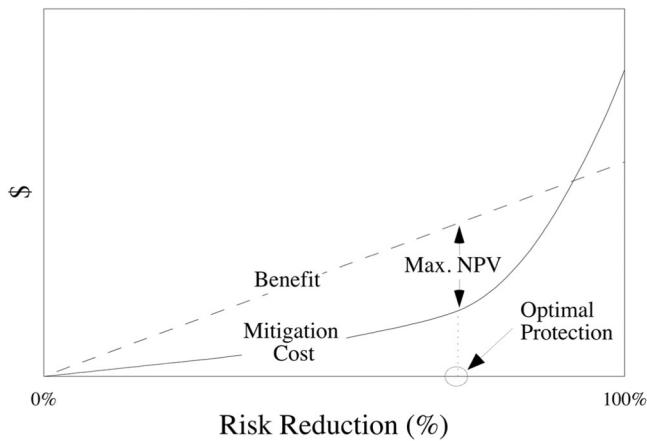 $
Benefit
Max. NPV
Mitigation
Cost
Optimal
Protection
0%
100%
Risk Reduction (%)